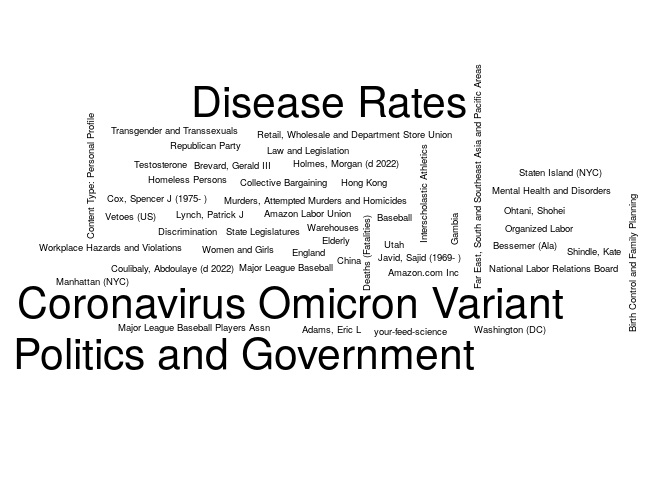 Disease Rates
Far East, South and Southeast Asia and Pacific Areas
Content Type: Personal Profile
Transgender and Transsexuals
Retail, Wholesale and Department Store Union
Republican Party
Law and Legislation
Interscholastic Athletics
Testosterone
Brevard, Gerald III
Holmes, Morgan (d 2022)
Staten Island (NYC)
Homeless Persons
Collective Bargaining
Hong Kong
Mental Health and Disorders
Birth Control and Family Planning
Cox, Spencer J (1975- )
Murders, Attempted Murders and Homicides
Vetoes (US)
Lynch, Patrick J
Amazon Labor Union
Baseball
Gambia
Ohtani, Shohei
Deaths (Fatalities)
Discrimination
State Legislatures
Warehouses
Organized Labor
Elderly
Workplace Hazards and Violations
Women and Girls
England
Utah
Bessemer (Ala)
Shindle, Kate
China
Javid, Sajid (1969- )
Coulibaly, Abdoulaye (d 2022)
Major League Baseball
Amazon.com Inc
National Labor Relations Board
Manhattan (NYC)
Coronavirus Omicron Variant
Major League Baseball Players Assn
Adams, Eric L
your-feed-science
Washington (DC)
Politics and Government